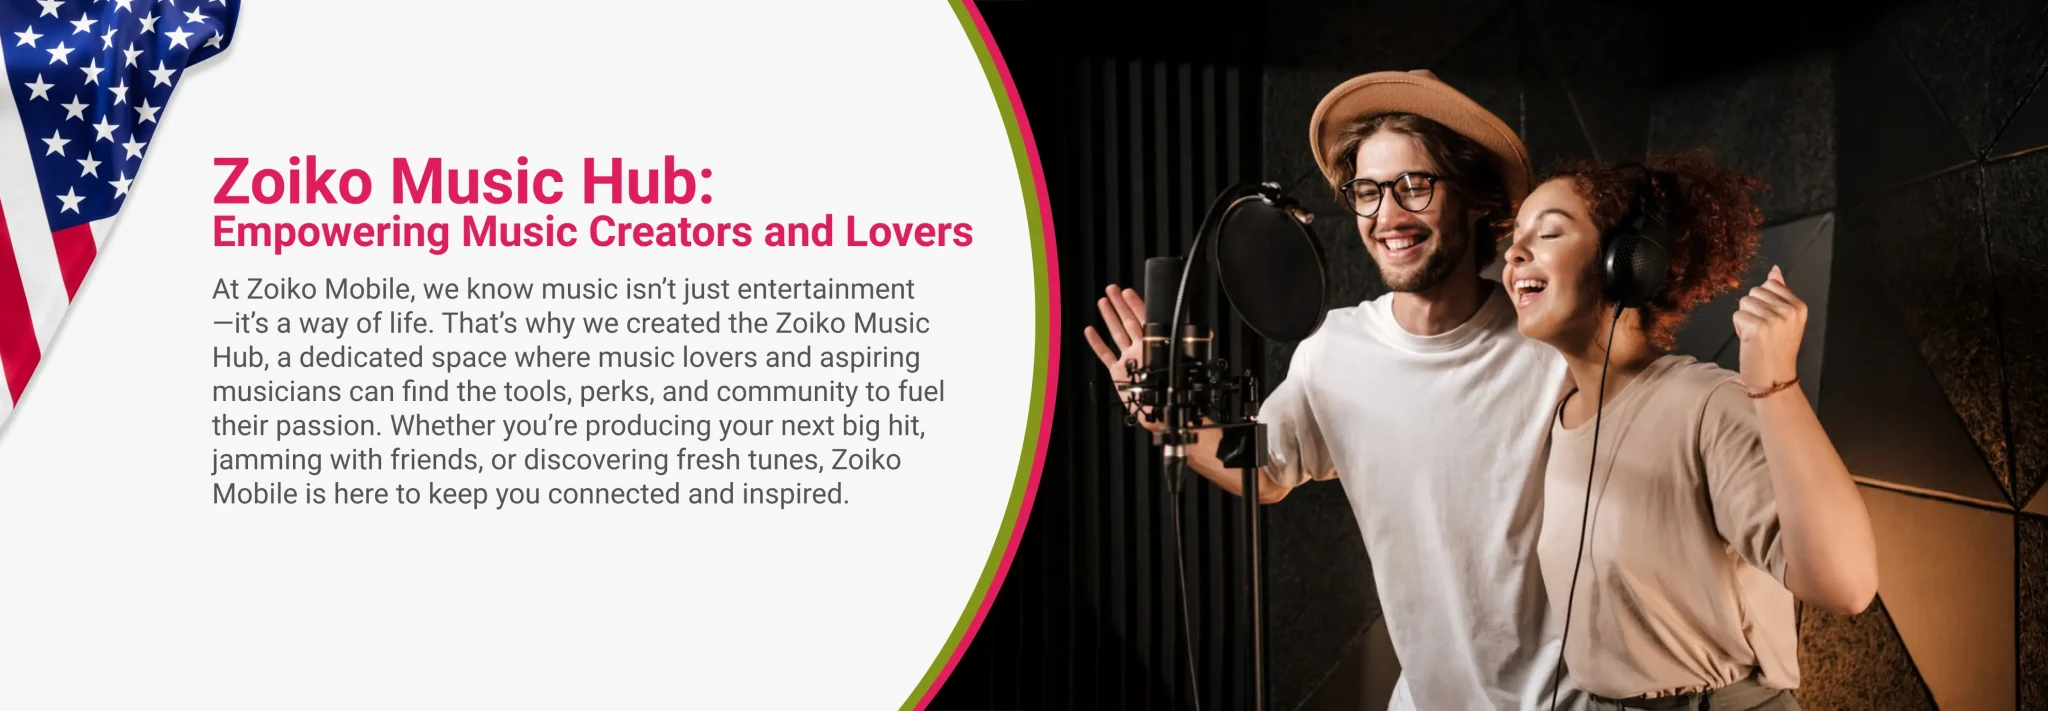 Zoiko Music Hub:
Empowering Music Creators and Lovers
At Zoiko Mobile, we know music isn’t just entertainment
—it’s a way of life. That’s why we created the Zoiko Music
Hub, a dedicated space where music lovers and aspiring
musicians can find the tools, perks, and community to fuel
their passion. Whether you’re producing your next big hit,
jamming with friends, or discovering fresh tunes, Zoiko
Mobile is here to keep you connected and inspired.